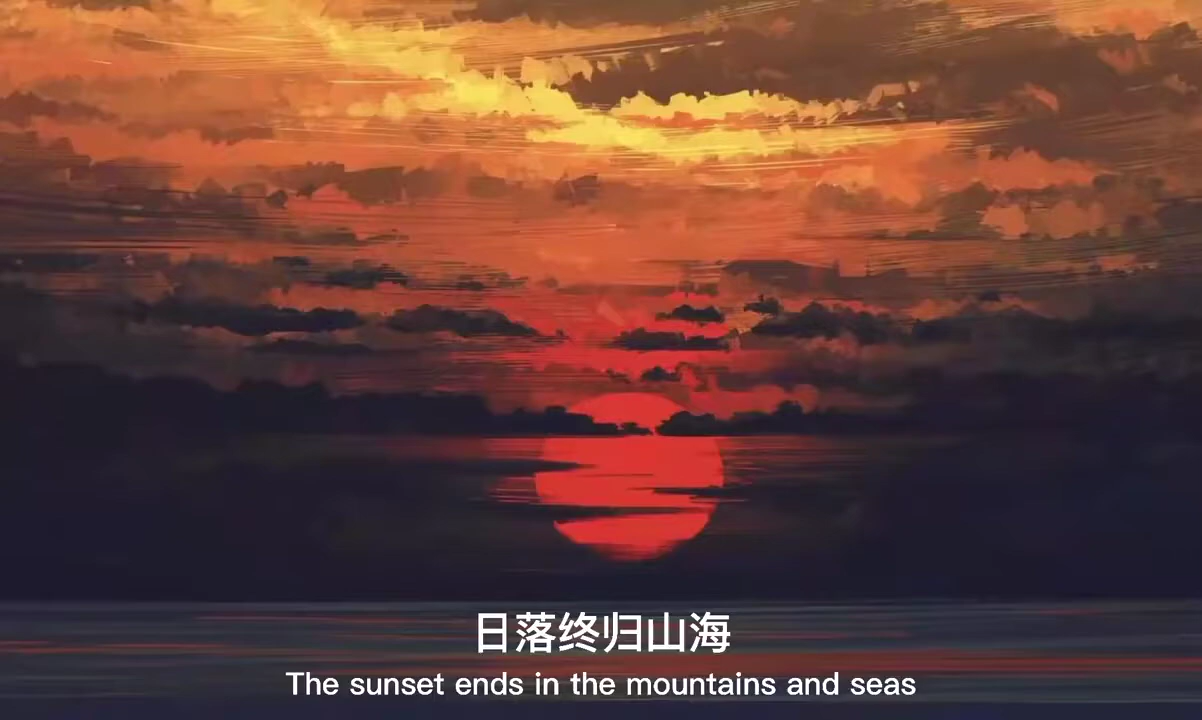 日落终归山海
The sunset ends in the mountains and seas